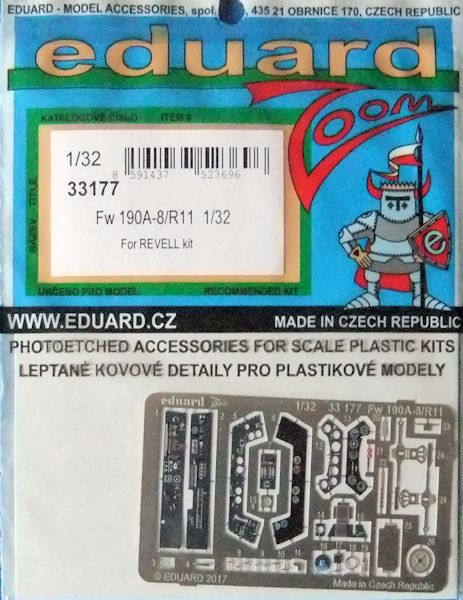 EDUARD - MODEL ACCESSORIES, spol. 435 21 OBRNICE 170, CZECH REPUBLIC
eduard
Zoom
KATALOGOVÉ ČÍSLO ITEM #
1/32
8 591437 523696
33177
NÁZEV TITLE
Fw 190A-8/R11 1/32
For REVELL kit
e
URČENO PRO MODEL RECOMMENDED KIT
WWW.EDUARD.CZ MADE IN CZECH REPUBLIC
PHOTOETCHED ACCESSORIES FOR SCALE PLASTIC KITS
LEPTANÉ KOVOVÉ DETAILY PRO PLASTIKOVÉ MODELY
eduard Zoom 1/32 33 177 Fw 190A-8/R11
© EDUARD 2017
Made in Czech Republic